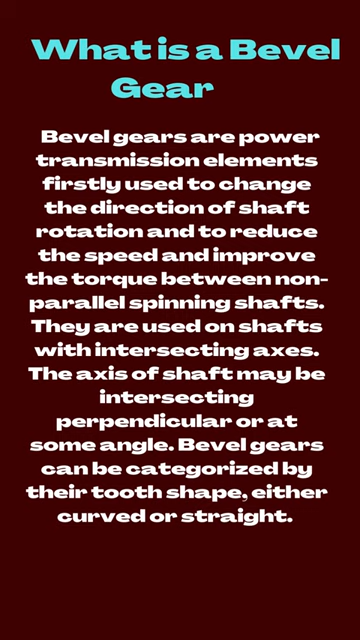 What is a Bevel
Gear
Bevel gears are power
transmission elements
firstly used to change
the direction of shaft
rotation and to reduce
the speed and improve
the torque between non-
parallel spinning shafts.
They are used on shafts
with intersecting axes.
The axis of shaft may be
intersecting
perpendicular or at
some angle. Bevel gears
can be categorized by
their tooth shape, either
curved or straight.